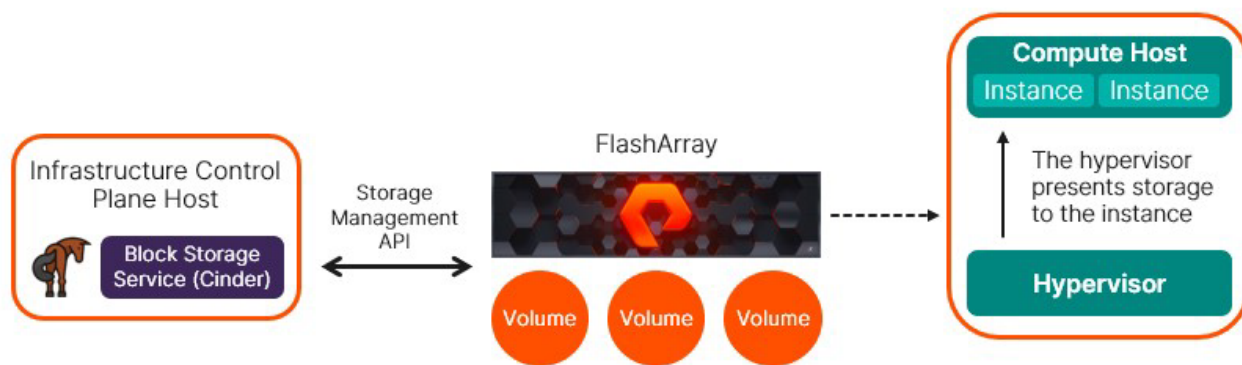 Infrastructure Control
Plane Host
Block Storage
Service (Cinder)
Storage
Management
API
FlashArray
Volume
Volume
Volume
Compute Host
Instance
Instance
The hypervisor
presents storage
to the instance
Hypervisor